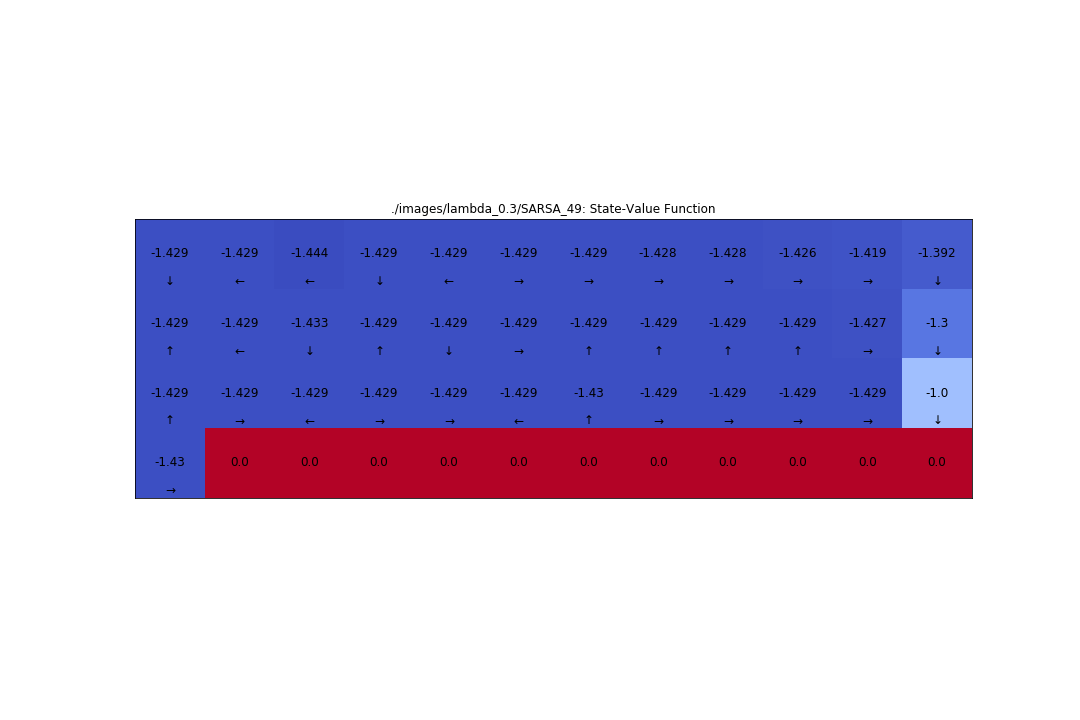 ./images/lambda_0.3/SARSA_49: State-Value Function
-1.429 -1.429 -1.444 -1.429 -1.429 -1.429 -1.429 -1.428 -1.428 -1.426 -1.419 -1.392
↓ ← ← ↓ ← → → → → → → ↓
-1.429 -1.429 -1.433 -1.429 -1.429 -1.429 -1.429 -1.429 -1.429 -1.429 -1.427 -1.3
↑ ← ↓ ↑ ↓ → ↑ ↑ ↑ ↑ → ↓
-1.429 -1.429 -1.429 -1.429 -1.429 -1.429 -1.43 -1.429 -1.429 -1.429 -1.429 -1.0
↑ → ← → → ← ↑ → → → → ↓
-1.43 0.0 0.0 0.0 0.0 0.0 0.0 0.0 0.0 0.0 0.0 0.0
→